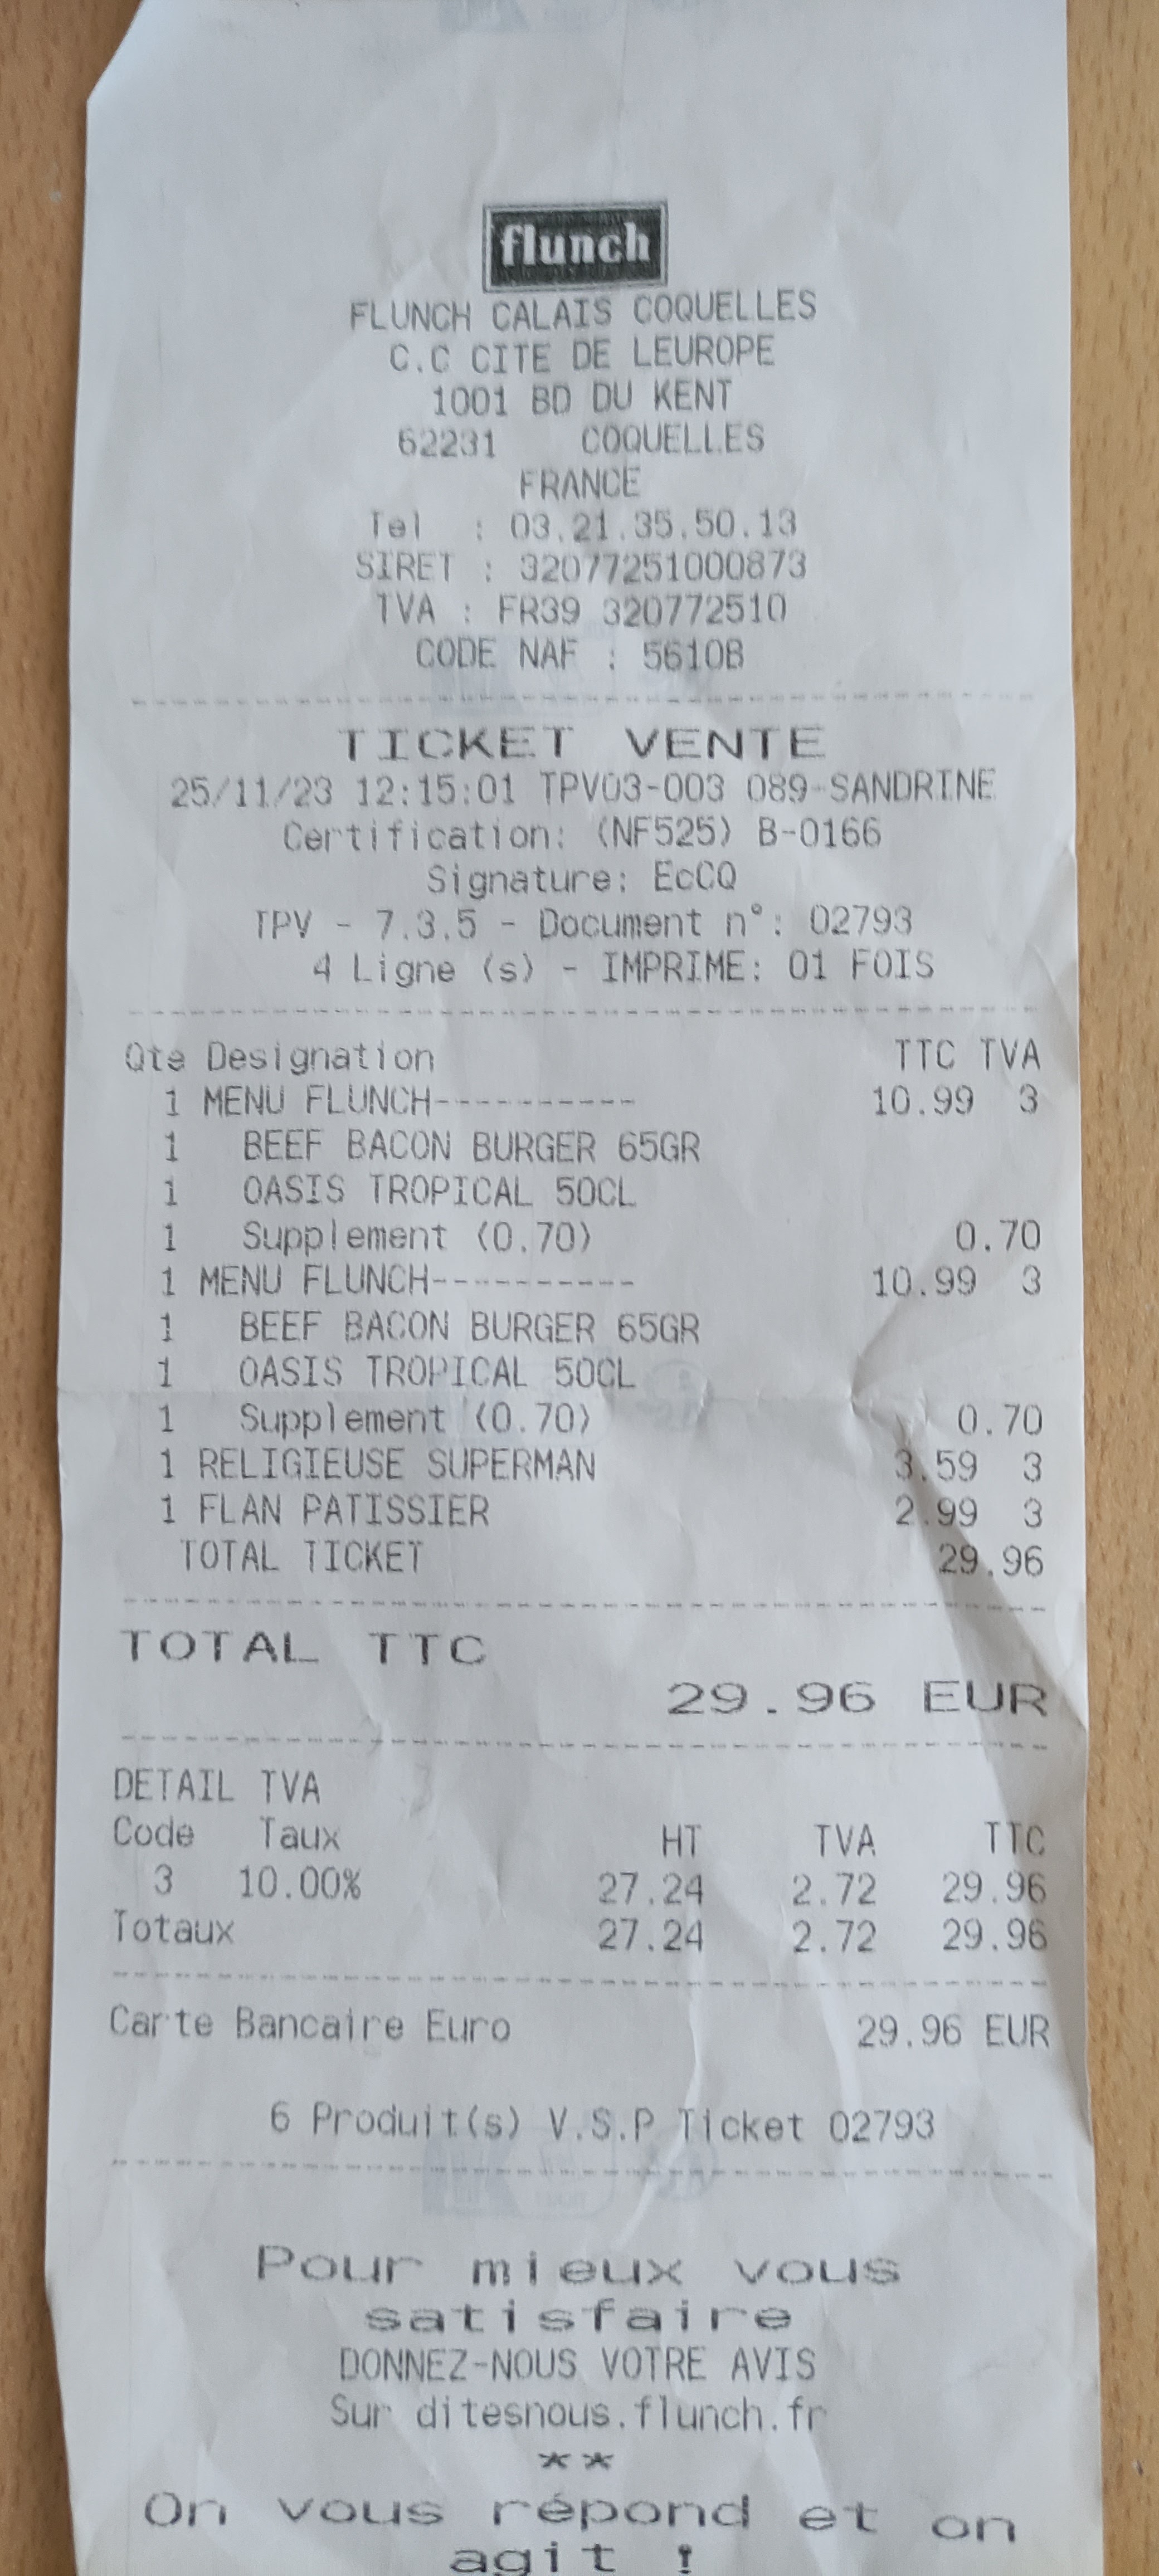 flunch
FLUNCH CALAIS COQUELLES
C.C CITE DE LEUROPE
1001 BD DU KENT
62231 COQUELLES
FRANCE
Tel : 03.21.35.50.13
SIRET : 32077251000873
TVA : FR39 320772510
CODE NAF : 5610B
TICKET VENTE
25/11/23 12:15:01 TPV03-003 089-SANDRINE
Certification: (NF525) B-0166
Signature: EcCQ
TPV - 7.3.5 - Document n°: 02793
4 Ligne (s) - IMPRIME: 01 FOIS
Qte Designation TTC TVA
1 MENU FLUNCH---------- 10.99 3
1 BEEF BACON BURGER 65GR
1 OASIS TROPICAL 50CL
1 Supplement (0.70) 0.70
1 MENU FLUNCH---------- 10.99 3
1 BEEF BACON BURGER 65GR
1 OASIS TROPICAL 50CL
1 Supplement (0.70) 0.70
1 RELIGIEUSE SUPERMAN 3.59 3
1 FLAN PATISSIER 2.99 3
TOTAL TICKET 29.96
TOTAL TTC
29.96 EUR
DETAIL TVA
Code Taux HT TVA TTC
3 10.00% 27.24 2.72 29.96
Totaux 27.24 2.72 29.96
Carte Bancaire Euro 29.96 EUR
6 Produit(s) V.S.P Ticket 02793
Pour mieux vous
satisfaire
DONNEZ-NOUS VOTRE AVIS
Sur ditesnous.flunch.fr
**
On vous répond et on
agit !